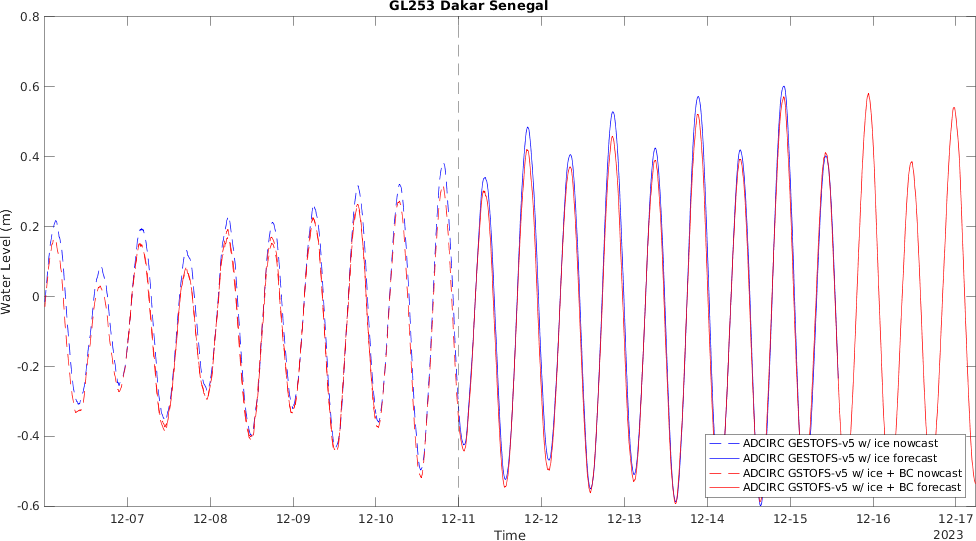 GL253 Dakar Senegal
0.8
0.6
0.4
0.2
0
-0.2
-0.4
-0.6
Water Level (m)
ADCIRC GESTOFS-v5 w/ ice nowcast
ADCIRC GESTOFS-v5 w/ ice forecast
ADCIRC GSTOFS-v5 w/ ice + BC nowcast
ADCIRC GSTOFS-v5 w/ ice + BC forecast
12-07 12-08 12-09 12-10 12-11 12-12 12-13 12-14 12-15 12-16 12-17
Time
2023